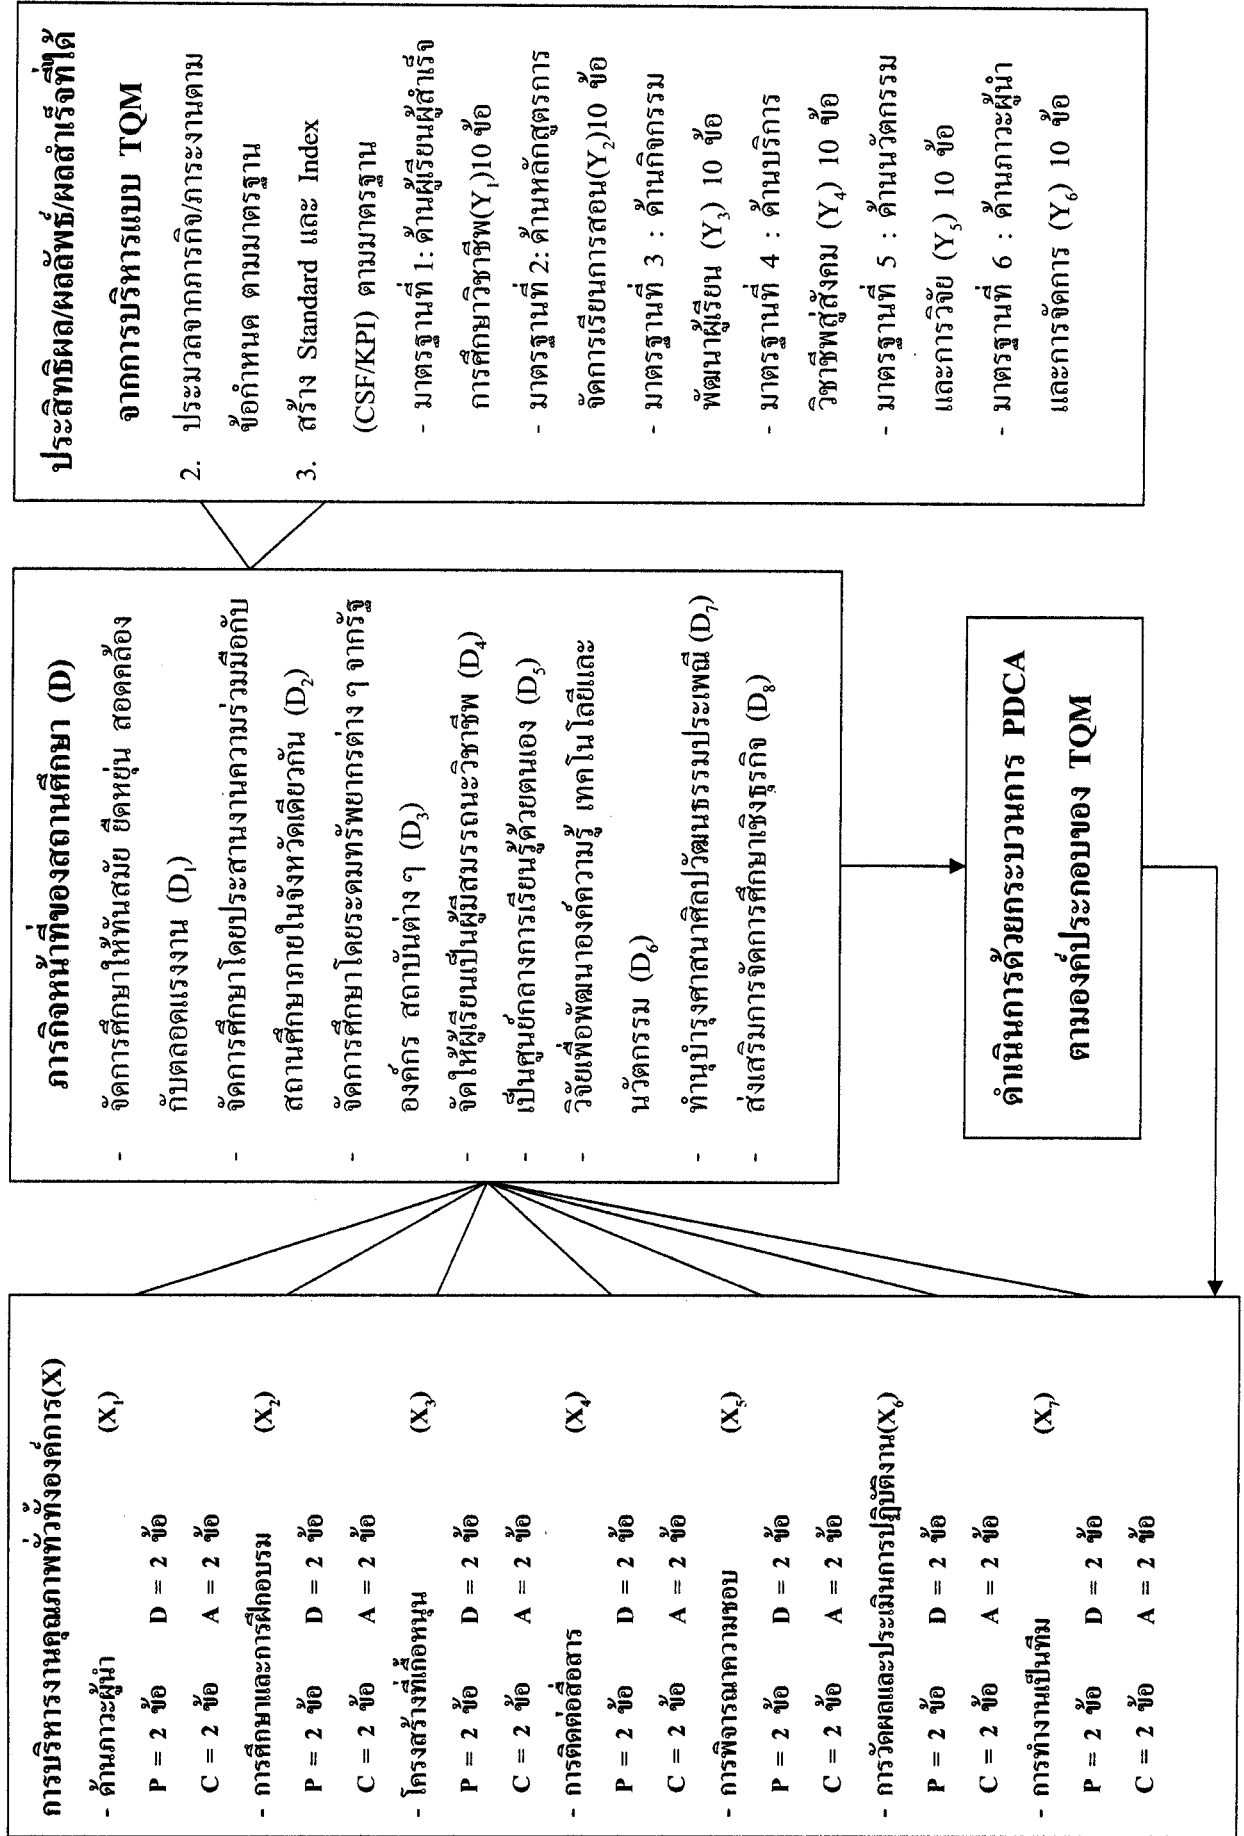 การบริหารงานคุณภาพทั่วทั้งองค์การ(X)
- ด้านภาวะผู้นำ (X₁)
P = 2 ข้อ D = 2 ข้อ
C = 2 ข้อ A = 2 ข้อ
- การศึกษาและการฝึกอบรม (X₂)
P = 2 ข้อ D = 2 ข้อ
C = 2 ข้อ A = 2 ข้อ
- โครงสร้างที่เกื้อหนุน (X₃)
P = 2 ข้อ D = 2 ข้อ
C = 2 ข้อ A = 2 ข้อ
- การติดต่อสื่อสาร (X₄)
P = 2 ข้อ D = 2 ข้อ
C = 2 ข้อ A = 2 ข้อ
- การพิจารณาความชอบ (X₅)
P = 2 ข้อ D = 2 ข้อ
C = 2 ข้อ A = 2 ข้อ
- การวัดผลและประเมินการปฏิบัติงาน(X₆)
P = 2 ข้อ D = 2 ข้อ
C = 2 ข้อ A = 2 ข้อ
- การทำงานเป็นทีม (X₇)
P = 2 ข้อ D = 2 ข้อ
C = 2 ข้อ A = 2 ข้อ
ภารกิจหน้าที่ของสถานศึกษา (D)
- จัดการศึกษาให้ทันสมัย ยืดหยุ่น สอดคล้อง
กับตลอดแรงงาน (D₁)
- จัดการศึกษาโดยประสานงานความร่วมมือกับ
สถานศึกษาภายในจังหวัดเดียวกัน (D₂)
- จัดการศึกษาโดยระดมทรัพยากรต่าง ๆ จากรัฐ
องค์กร สถาบันต่าง ๆ (D₃)
- จัดให้ผู้เรียนเป็นผู้มีสมรรถนะวิชาชีพ (D₄)
- เป็นศูนย์กลางการเรียนรู้ด้วยตนเอง (D₅)
- วิจัยเพื่อพัฒนาองค์ความรู้ เทคโนโลยีและ
นวัตกรรม (D₆)
- ทำนุบำรุงศาสนาศิลปวัฒนธรรมประเพณี (D₇)
- ส่งเสริมการจัดการศึกษาเชิงธุรกิจ (D₈)
ดำเนินการด้วยกระบวนการ PDCA
ตามองค์ประกอบของ TQM
ประสิทธิผล/ผลลัพธ์/ผลสำเร็จที่ได้
จากการบริหารแบบ TQM
2. ประมวลจากภารกิจ/ภาระงานตาม
ข้อกำหนด ตามมาตรฐาน
3. สร้าง Standard และ Index
(CSF/KPI) ตามมาตรฐาน
- มาตรฐานที่ 1: ด้านผู้เรียนผู้สำเร็จ
การศึกษาวิชาชีพ(Y₁)10 ข้อ
- มาตรฐานที่ 2: ด้านหลักสูตรการ
จัดการเรียนการสอน(Y₂)10 ข้อ
- มาตรฐานที่ 3 : ด้านกิจกรรม
พัฒนาผู้เรียน (Y₃) 10 ข้อ
- มาตรฐานที่ 4 : ด้านบริการ
วิชาชีพสู่สังคม (Y₄) 10 ข้อ
- มาตรฐานที่ 5 : ด้านนวัตกรรม
และการวิจัย (Y₅) 10 ข้อ
- มาตรฐานที่ 6 : ด้านภาวะผู้นำ
และการจัดการ (Y₆) 10 ข้อ